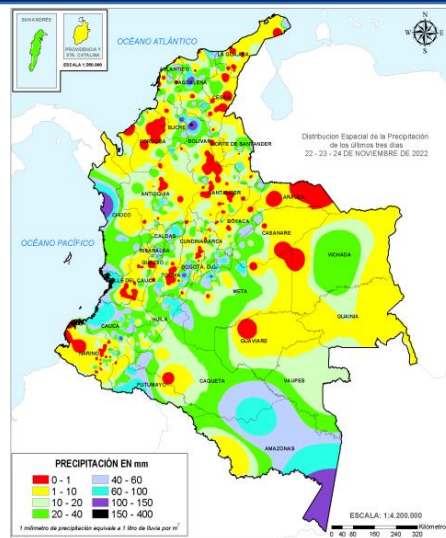 SAN ANDRÉS
PROVIDENCIA Y
STA. CATALINA
ESCALA 1:350.000
OCÉANO ATLÁNTICO
N
S
LA GUAJIRA
ATLANTICO
MAGDALENA
CESAR
SUCRE
CORDOBA
BOLIVAR
NORTE DE SANTANDER
Distribucion Espacial de la Precipitación
de los últimos tres días
22 - 23 - 24 DE NOVIEMBRE DE 2022
ANTIOQUIA
SANTANDER
ARAUCA
CHOCO
BOYACA
CASANARE
OCÉANO PACÍFICO
CALDAS
CUNDINAMARCA
VICHADA
RISARALDA
QUINDIO
BOGOTA, D.C.
TOLIMA
VALLE DEL CAUCA
META
GUAINIA
CAUCA
HUILA
GUAVIARE
NARIÑO
PUTUMAYO
CAQUETA
VAUPES
AMAZONAS
PRECIPITACIÓN EN mm
0 - 1
40 - 60
1 - 10
60 - 100
10 - 20
100 - 150
20 - 40
150 - 400
1 milimetro de precipitación equivale a 1 litro de lluvia por m²
ESCALA: 1:4.200.000
0 40 80 160 240 320
Kilómetros